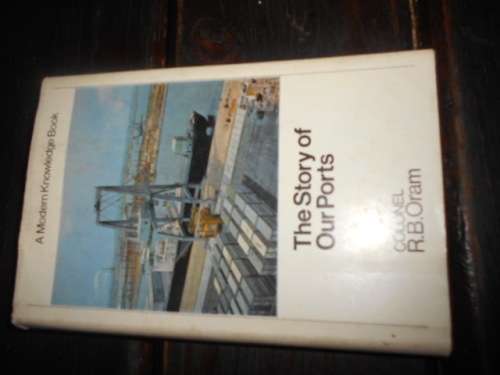 A Modern Knowledge Book
The Story of
Our Ports
COLONEL
R.B.Oram